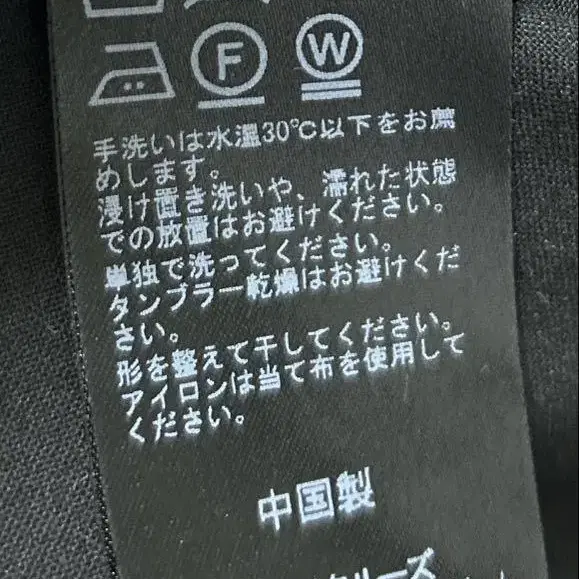 F W
手洗いは水温30℃以下をお薦
めします。
浸け置き洗いや、濡れた状態
での放置はお避けください。
単独で洗ってください。
タンブラー乾燥はお避けくだ
さい。
形を整えて干してください。
アイロンは当て布を使用して
ください。
中国製
リーズ